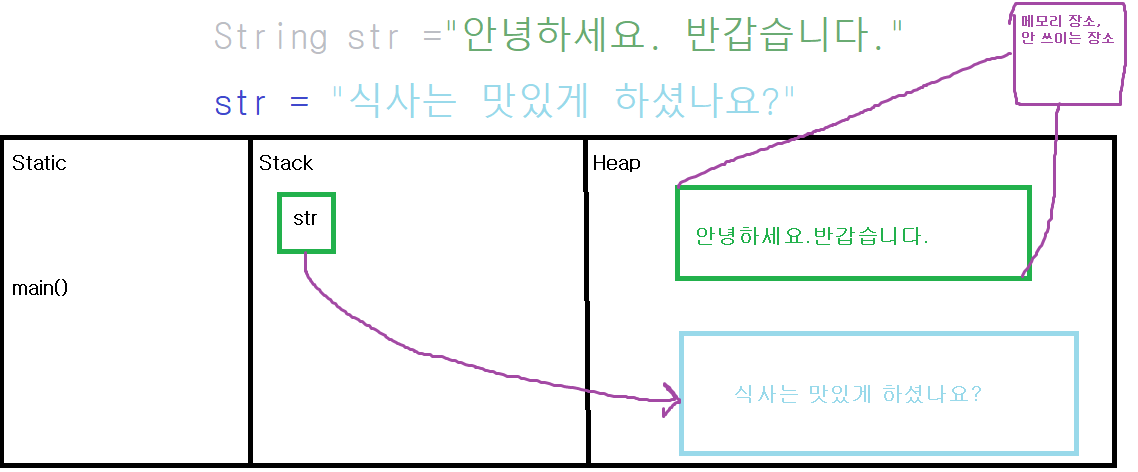 String str ="안녕하세요. 반갑습니다."
str = "식사는 맛있게 하셨나요?"
메모리 장소,
안 쓰이는 장소
Static
Stack
Heap
str
안녕하세요.반갑습니다.
main()
식사는 맛있게 하셨나요?